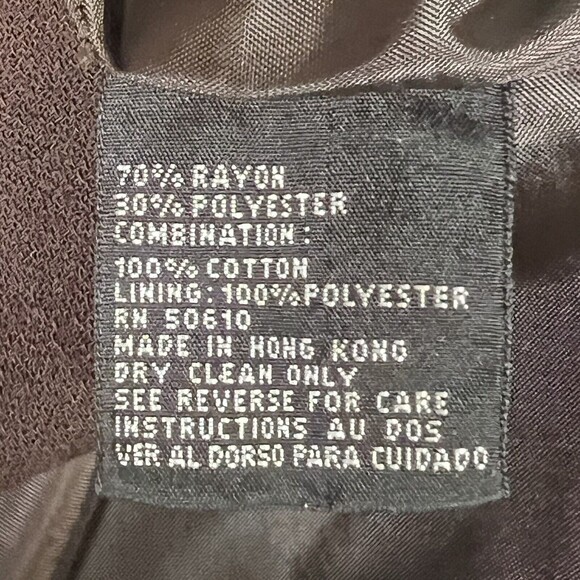 70% RAYON
30% POLYESTER
COMBINATION:
100% COTTON
LINING: 100% POLYESTER
RN 50610
MADE IN HONG KONG
DRY CLEAN ONLY
SEE REVERSE FOR CARE
INSTRUCTIONS AU DOS
VER AL DORSO PARA CUIDADO